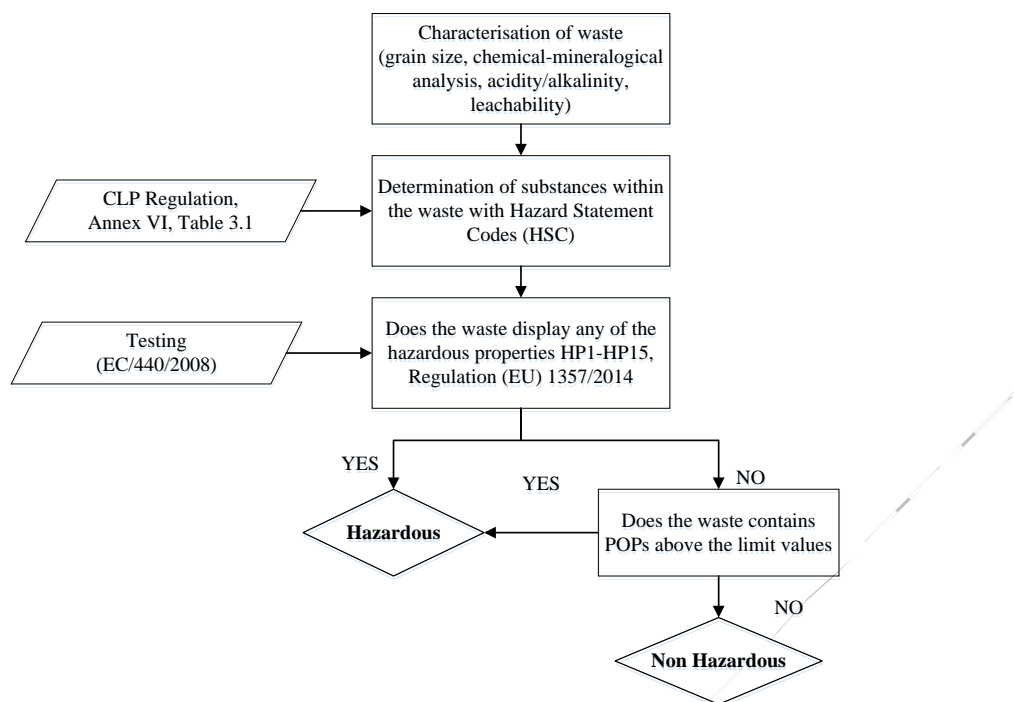 Characterisation of waste
(grain size, chemical-mineralogical
analysis, acidity/alkalinity,
leachability)
CLP Regulation,
Annex VI, Table 3.1
Determination of substances within
the waste with Hazard Statement
Codes (HSC)
Testing
(EC/440/2008)
Does the waste display any of the
hazardous properties HP1-HP15,
Regulation (EU) 1357/2014
YES
YES
NO
Hazardous
Does the waste contains
POPs above the limit values
NO
Non Hazardous